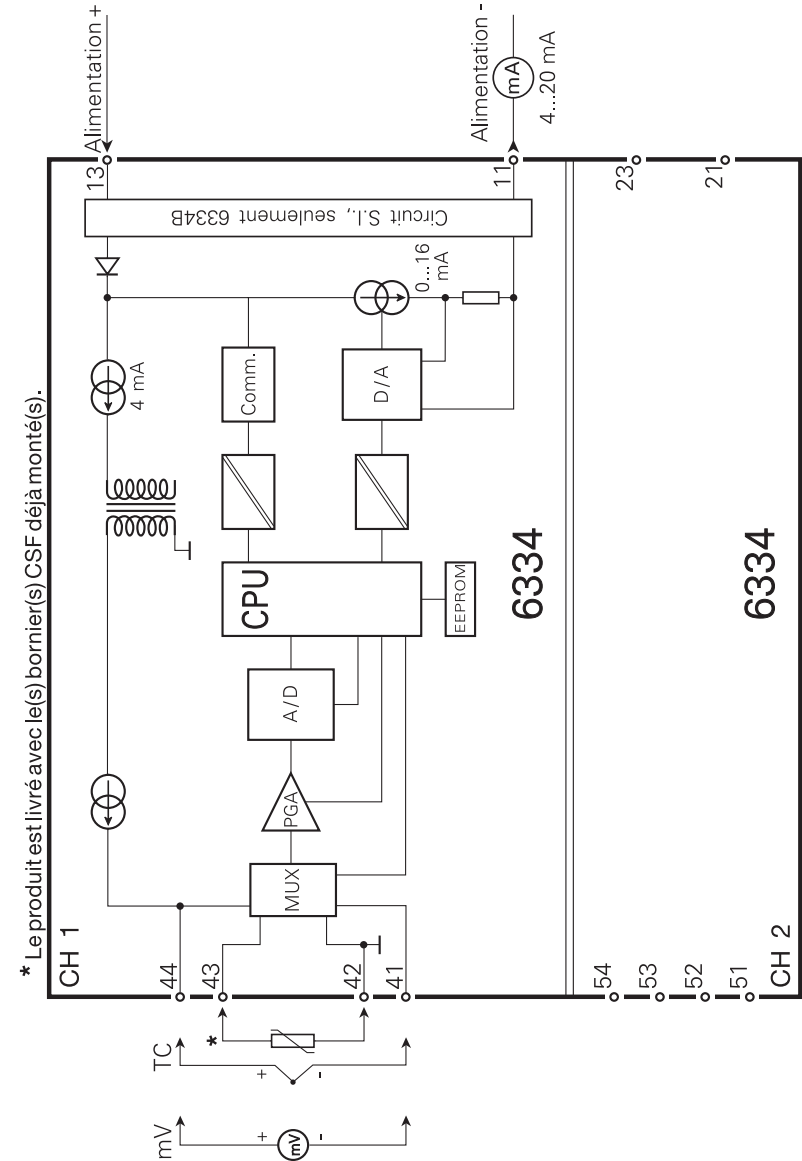 * Le produit est livré avec le(s) bornier(s) CSF déjà monté(s).
CH 1
44
43
42
41
TC
*
+
-
mV
+
-
mV
MUX
PGA
A/D
CPU
EEPROM
4 mA
Comm.
D/A
0...16
mA
Circuit S.I., seulement 6334B
13
Alimentation +
11
Alimentation -
mA
4...20 mA
6334
CH 2
54
53
52
51
6334
23
21